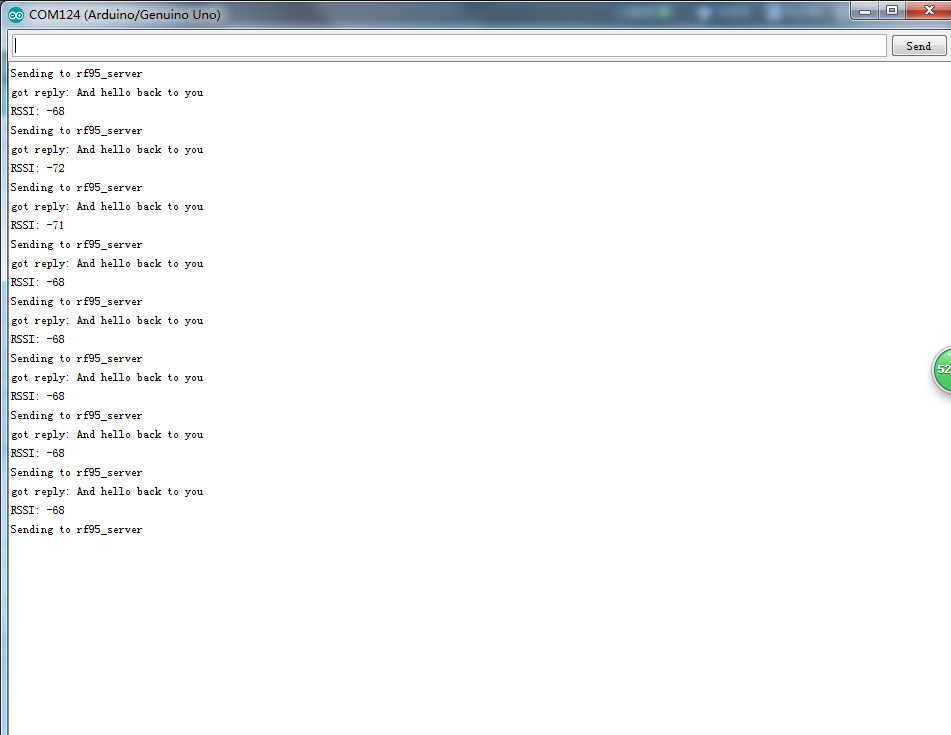 COM124 (Arduino/Genuino Uno)
Send
Sending to rf95_server
got reply: And hello back to you
RSSI: -68
Sending to rf95_server
got reply: And hello back to you
RSSI: -72
Sending to rf95_server
got reply: And hello back to you
RSSI: -71
Sending to rf95_server
got reply: And hello back to you
RSSI: -68
Sending to rf95_server
got reply: And hello back to you
RSSI: -68
Sending to rf95_server
got reply: And hello back to you
RSSI: -68
Sending to rf95_server
got reply: And hello back to you
RSSI: -68
Sending to rf95_server
got reply: And hello back to you
RSSI: -68
Sending to rf95_server
52